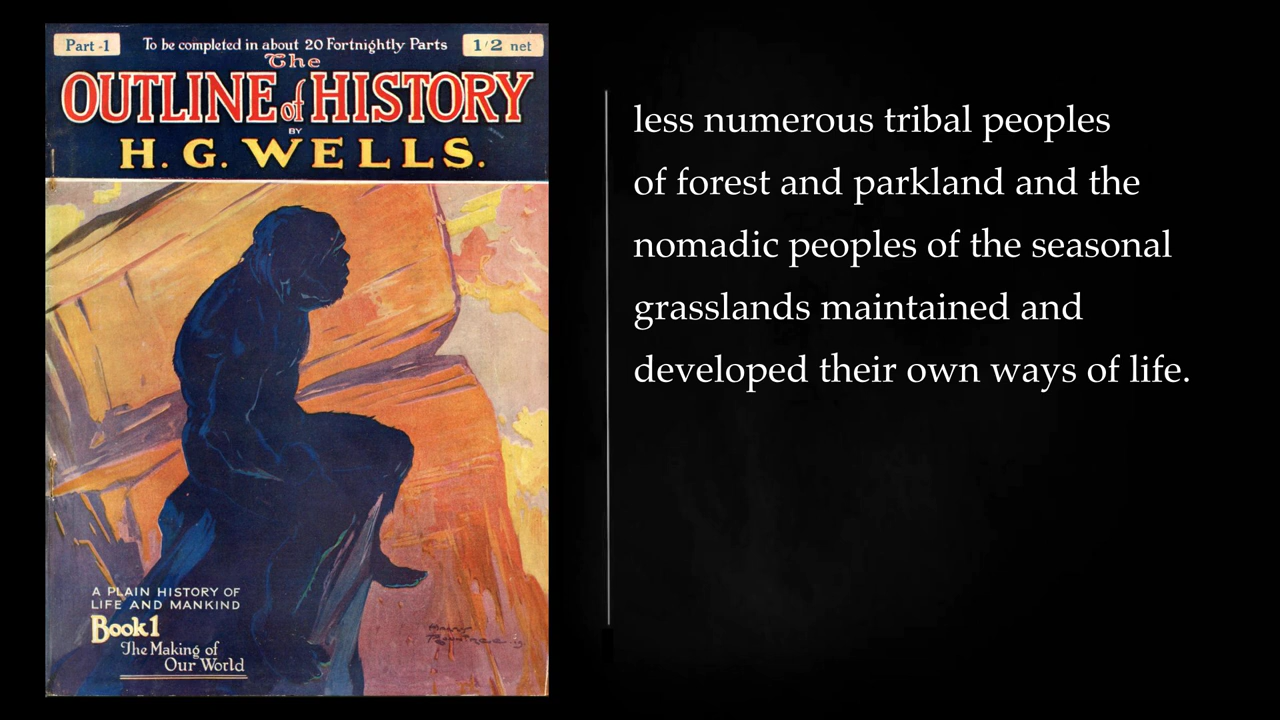 Part -1
To be completed in about 20 Fortnightly Parts
1/2 net
The
OUTLINE of HISTORY
BY
H. G. WELLS.
A PLAIN HISTORY OF
LIFE AND MANKIND
Book 1
The Making of
Our World
less numerous tribal peoples
of forest and parkland and the
nomadic peoples of the seasonal
grasslands maintained and
developed their own ways of life.